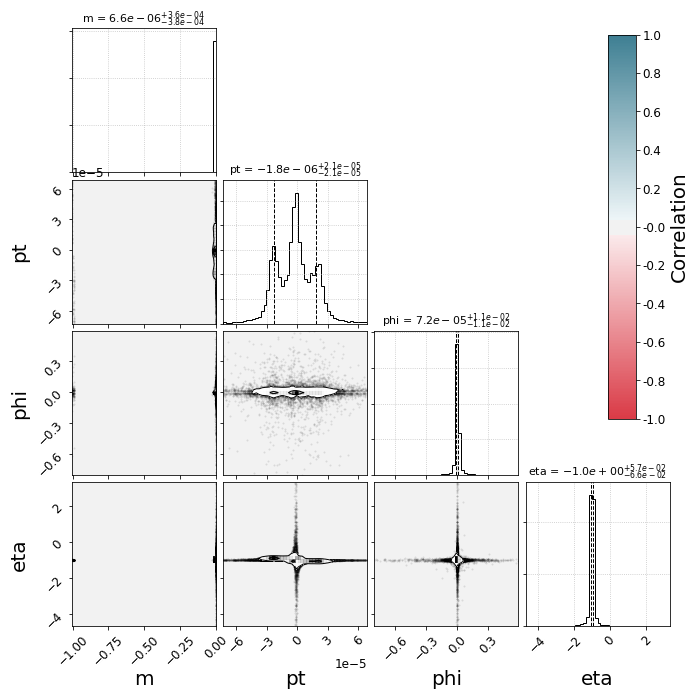 m = 6.6e−06 +3.6e−04 −3.8e−04
1e−5
pt = −1.8e−06 +2.1e−05 −2.1e−05
pt
6
3
0
−3
−6
phi = 7.2e−05 +1.1e−02 −1.1e−02
phi
0.3
0.0
−0.3
−0.6
eta = −1.0e+00 +5.7e−02 −6.6e−02
eta
2
0
−2
−4
−1.00 −0.75 −0.50 −0.25 0.00
m
−6 −3 0 3 6
1e−5
pt
−0.6 −0.3 0.0 0.3
phi
−4 −2 0 2
eta
1.0
0.8
0.6
0.4
0.2
-0.0
-0.2
-0.4
-0.6
-0.8
-1.0
Correlation